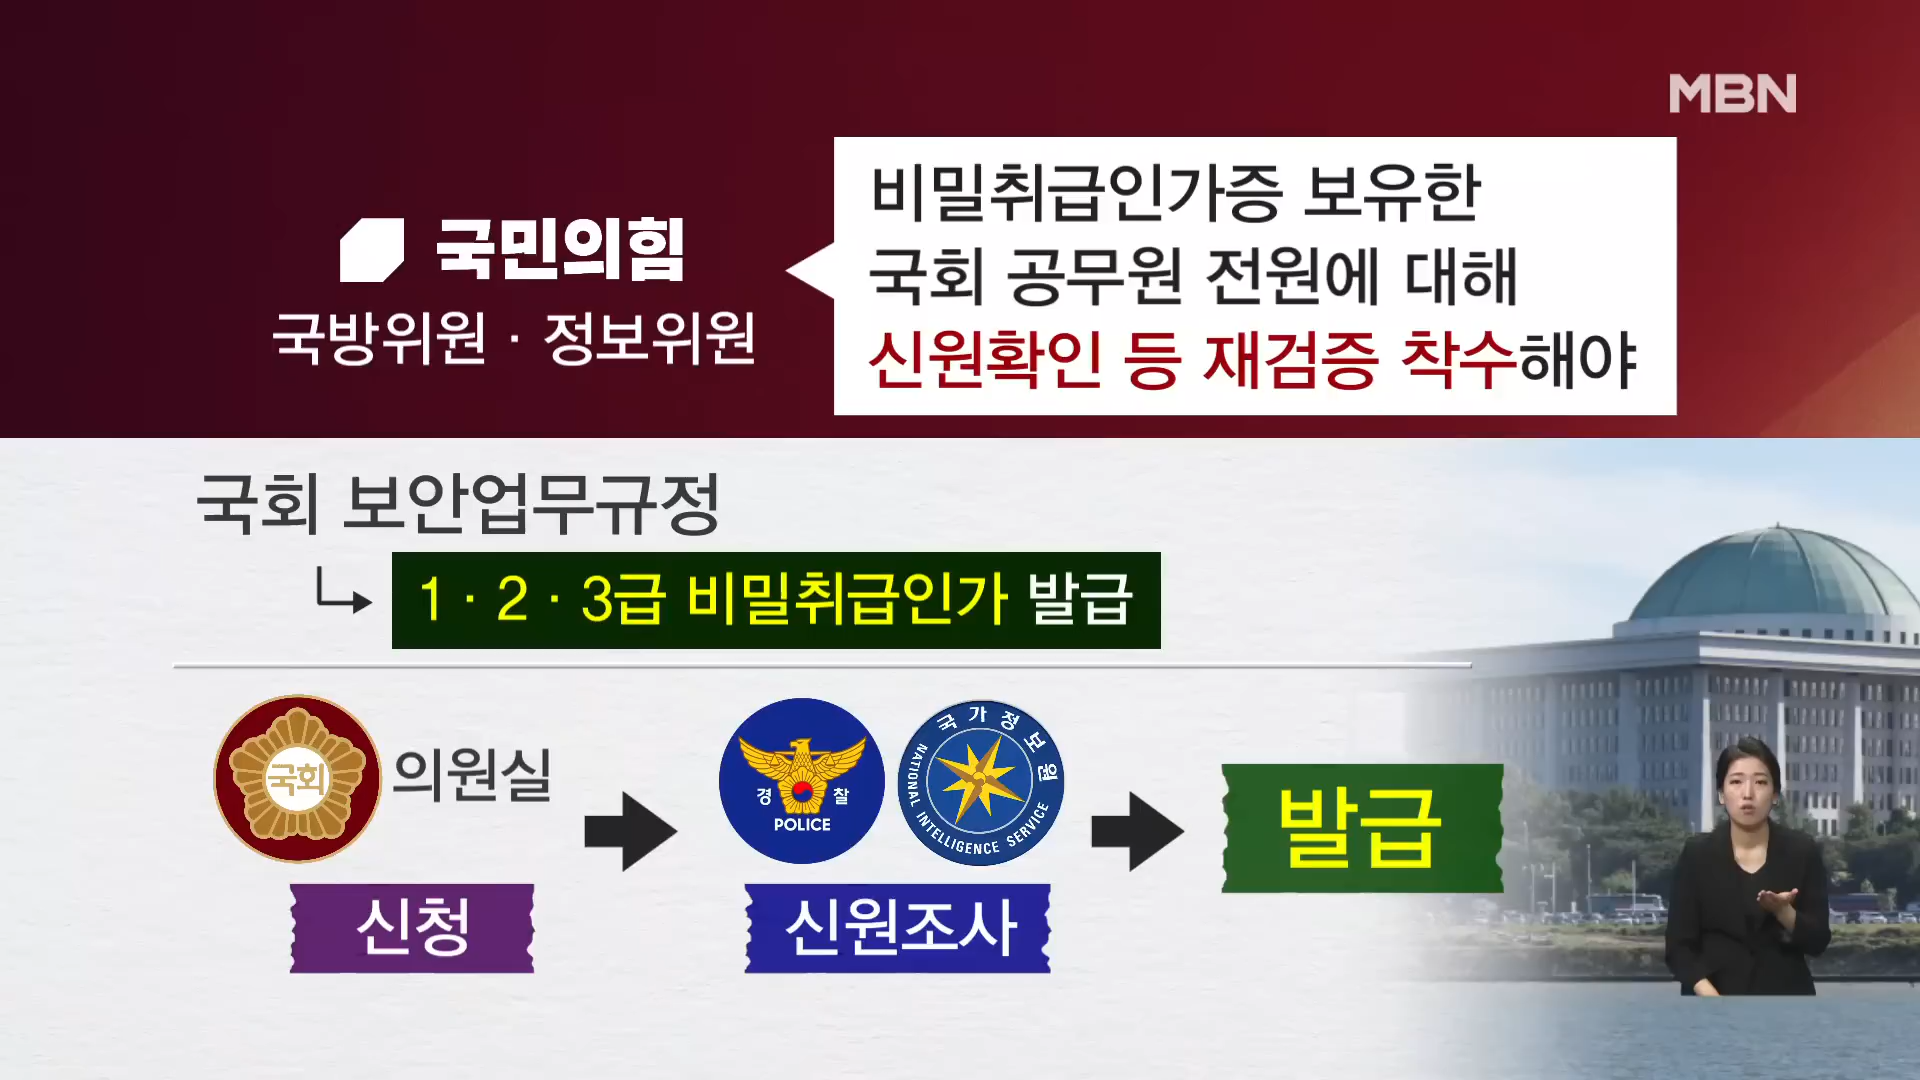 MBN
국민의힘
국방위원 · 정보위원
비밀취급인가증 보유한
국회 공무원 전원에 대해
신원확인 등 재검증 착수해야
국회 보안업무규정
1 · 2 · 3급 비밀취급인가 발급
국회
의원실
신청
경찰
POLICE
국가정보원
NATIONAL INTELLIGENCE SERVICE
신원조사
발급